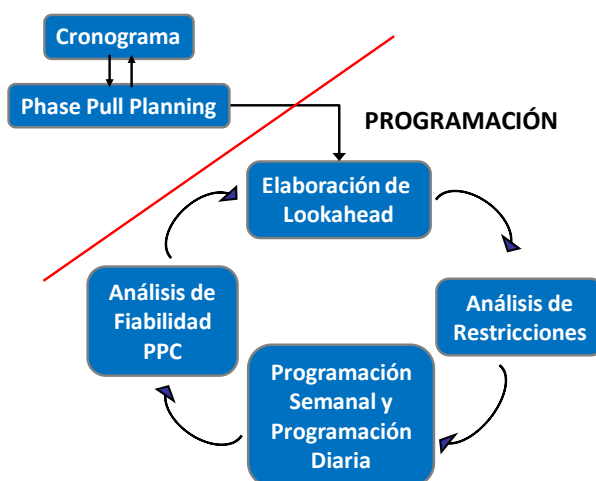 Cronograma
Phase Pull Planning
PROGRAMACIÓN
Elaboración de
Lookahead
Análisis de
Fiabilidad
PPC
Análisis de
Restricciones
Programación
Semanal y
Programación
Diaria